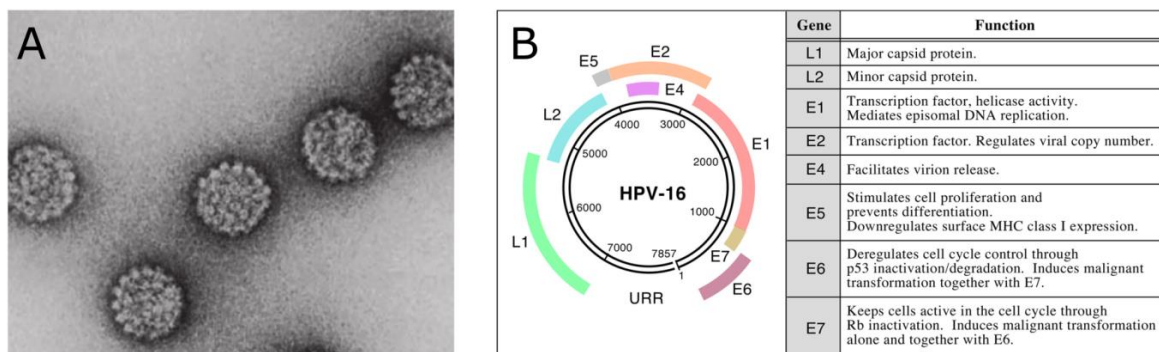 A
B
E5
E2
E4
L2
E1
4000
3000
5000
2000
HPV-16
6000
1000
L1
7000
7857
1
E7
E6
URR
Gene Function
L1 Major capsid protein.
L2 Minor capsid protein.
E1 Transcription factor, helicase activity.
Mediates episomal DNA replication.
E2 Transcription factor. Regulates viral copy number.
E4 Facilitates virion release.
E5 Stimulates cell proliferation and
prevents differentiation.
Downregulates surface MHC class I expression.
E6 Deregulates cell cycle control through
p53 inactivation/degradation. Induces malignant
transformation together with E7.
E7 Keeps cells active in the cell cycle through
Rb inactivation. Induces malignant transformation
alone and together with E6.